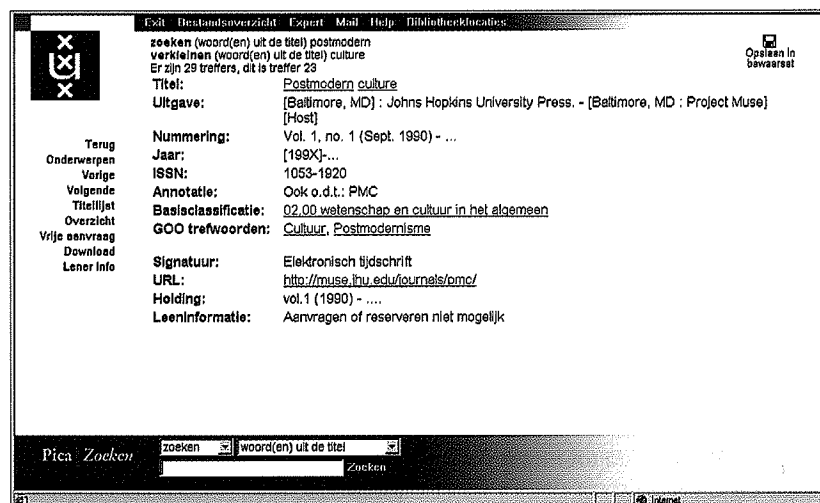 Exit Bestandsoverzicht Expert Mail Help Bibliotheeklocaties
zoeken (woord(en) uit de titel) postmodern
verkleinen (woord(en) uit de titel) culture
Er zijn 29 treffers, dit is treffer 23
Opslaan in
bewaarset
Titel: Postmodern culture
Uitgave: [Baltimore, MD] : Johns Hopkins University Press. - [Baltimore, MD : Project Muse]
[Host]
Nummering: Vol. 1, no. 1 (Sept. 1990) - ...
Jaar: [199X]-...
ISSN: 1053-1920
Annotatie: Ook o.d.t.: PMC
Basisclassificatie: 02.00 wetenschap en cultuur in het algemeen
GOO trefwoorden: Cultuur, Postmodernisme
Signatuur: Elektronisch tijdschrift
URL: http://muse.jhu.edu/journals/pmc/
Holding: vol.1 (1990) - ....
Leeninformatie: Aanvragen of reserveren niet mogelijk
Terug
Onderwerpen
Vorige
Volgende
Titellijst
Overzicht
Vrije aanvraag
Download
Lener info
Pica Zoeken
zoeken woord(en) uit de titel
Zoeken
Internet